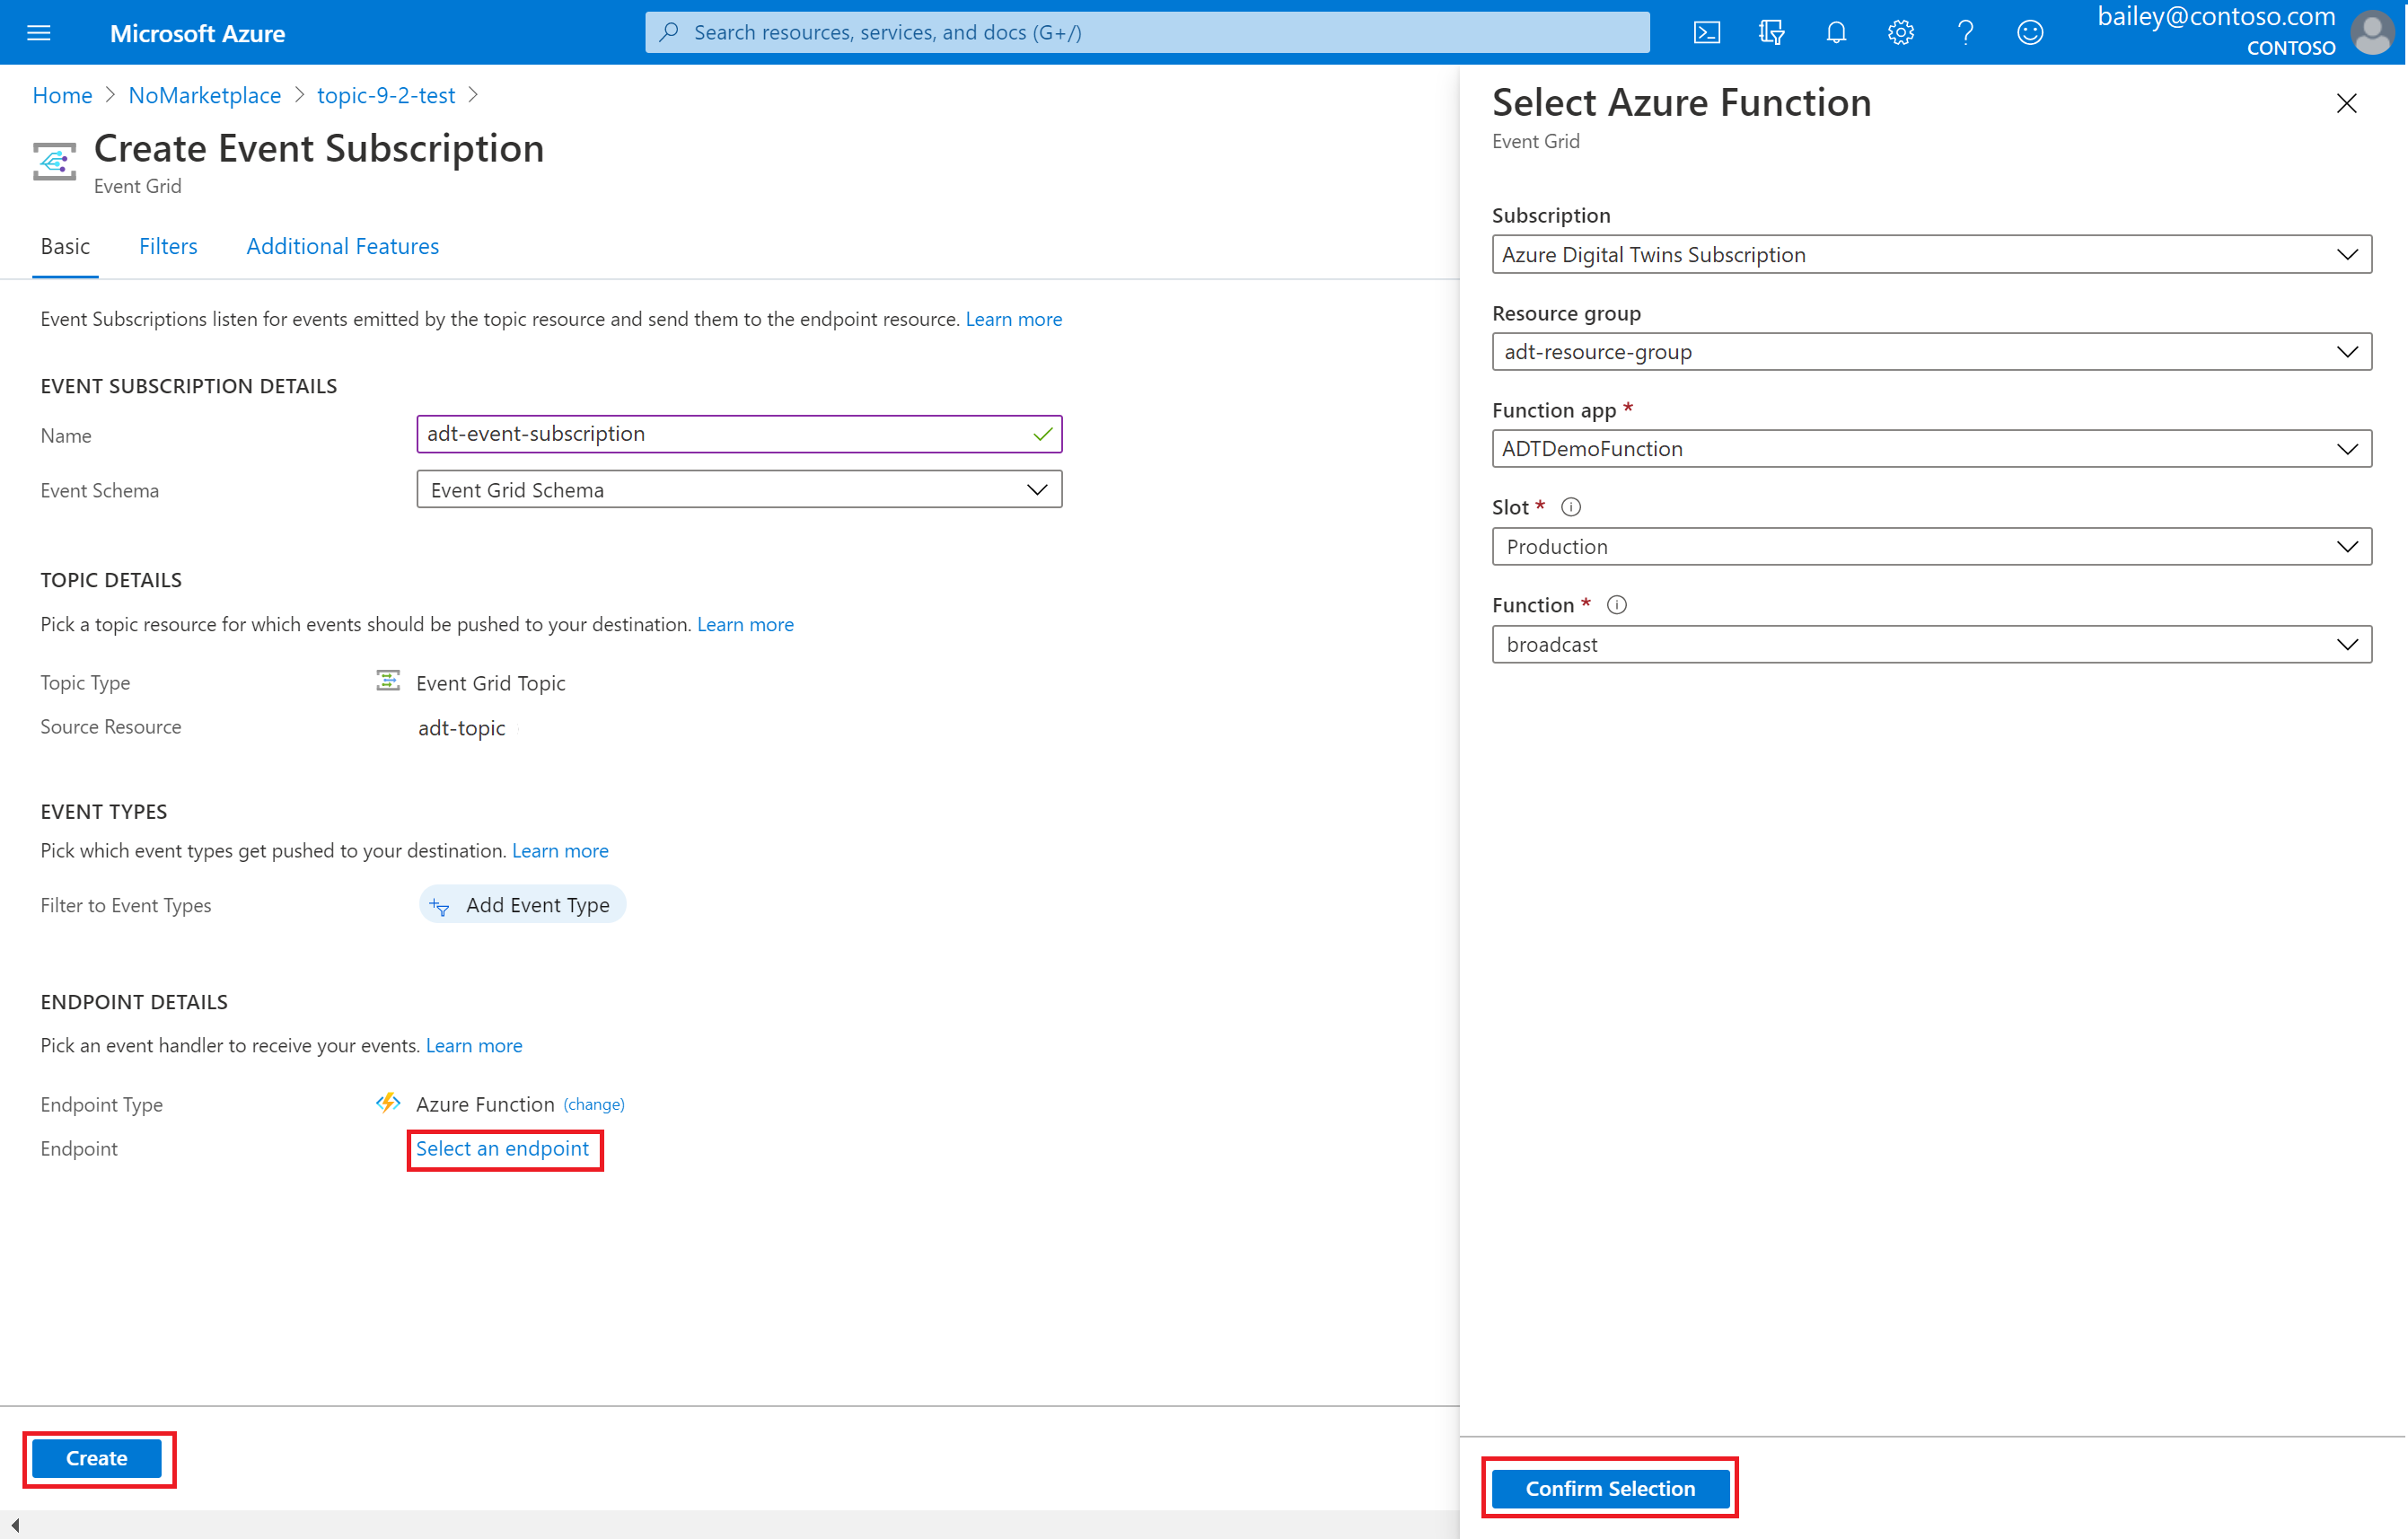 Microsoft Azure
Search resources, services, and docs (G+/)
bailey@contoso.com
CONTOSO
Home > NoMarketplace > topic-9-2-test >
Create Event Subscription
Event Grid
Basic Filters Additional Features
Event Subscriptions listen for events emitted by the topic resource and send them to the endpoint resource. Learn more
EVENT SUBSCRIPTION DETAILS
Name adt-event-subscription
Event Schema Event Grid Schema
TOPIC DETAILS
Pick a topic resource for which events should be pushed to your destination. Learn more
Topic Type Event Grid Topic
Source Resource adt-topic
EVENT TYPES
Pick which event types get pushed to your destination. Learn more
Filter to Event Types Add Event Type
ENDPOINT DETAILS
Pick an event handler to receive your events. Learn more
Endpoint Type Azure Function (change)
Endpoint Select an endpoint
Create
Select Azure Function
Event Grid
Subscription
Azure Digital Twins Subscription
Resource group
adt-resource-group
Function app *
ADTDemoFunction
Slot *
Production
Function *
broadcast
Confirm Selection